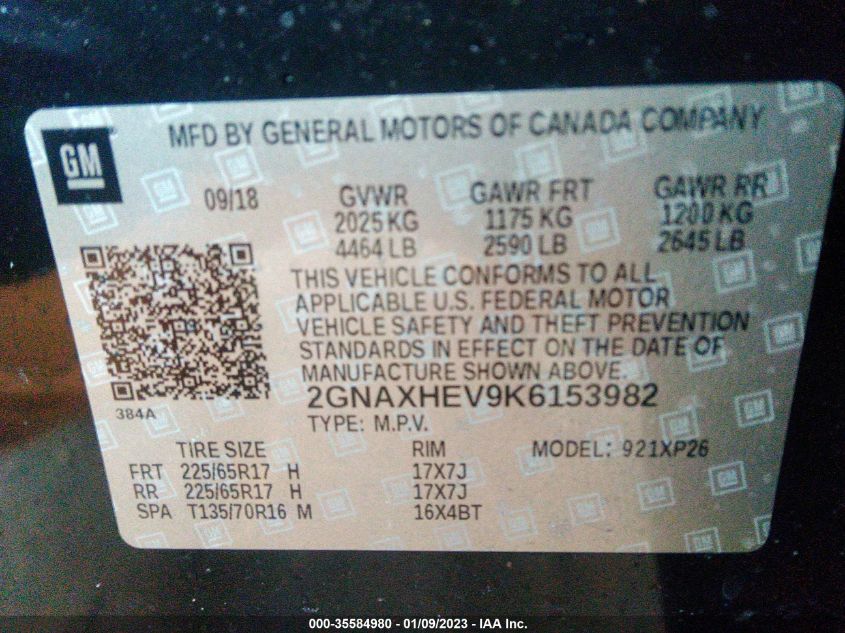 MFD BY GENERAL MOTORS OF CANADA COMPANY
GM
09/18 GVWR GAWR FRT GAWR RR
2025 KG 1175 KG 1200 KG
4464 LB 2590 LB 2645 LB
THIS VEHICLE CONFORMS TO ALL
APPLICABLE U.S. FEDERAL MOTOR
VEHICLE SAFETY AND THEFT PREVENTION
STANDARDS IN EFFECT ON THE DATE OF
MANUFACTURE SHOWN ABOVE.
384A
2GNAXHEV9K6153982
TYPE: M.P.V.
TIRE SIZE RIM MODEL: 921XP26
FRT 225/65R17 H 17X7J
RR 225/65R17 H 17X7J
SPA T135/70R16 M 16X4BT
000-35584980 - 01/09/2023 - IAA Inc.